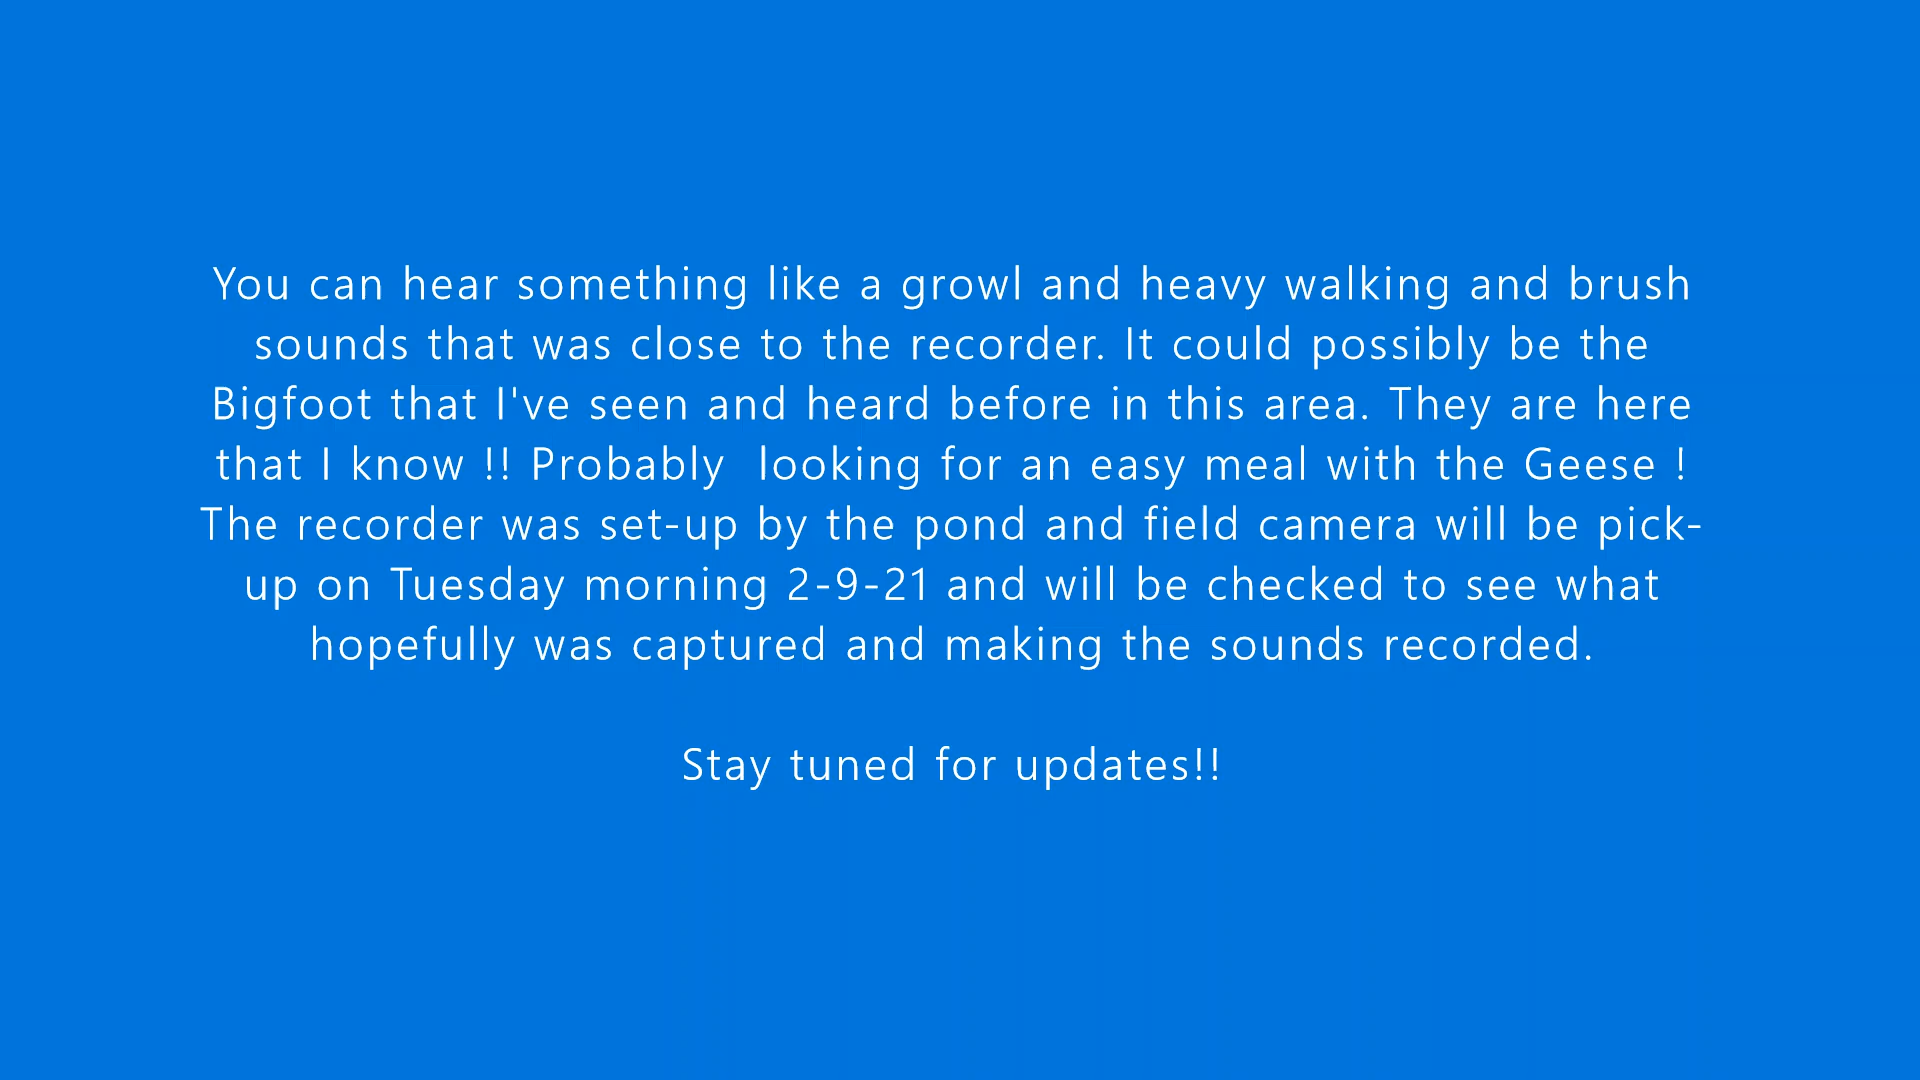 You can hear something like a growl and heavy walking and brush
sounds that was close to the recorder. It could possibly be the
Bigfoot that I've seen and heard before in this area. They are here
that I know !! Probably  looking for an easy meal with the Geese !
The recorder was set-up by the pond and field camera will be pick-
up on Tuesday morning 2-9-21 and will be checked to see what
hopefully was captured and making the sounds recorded.
Stay tuned for updates!!